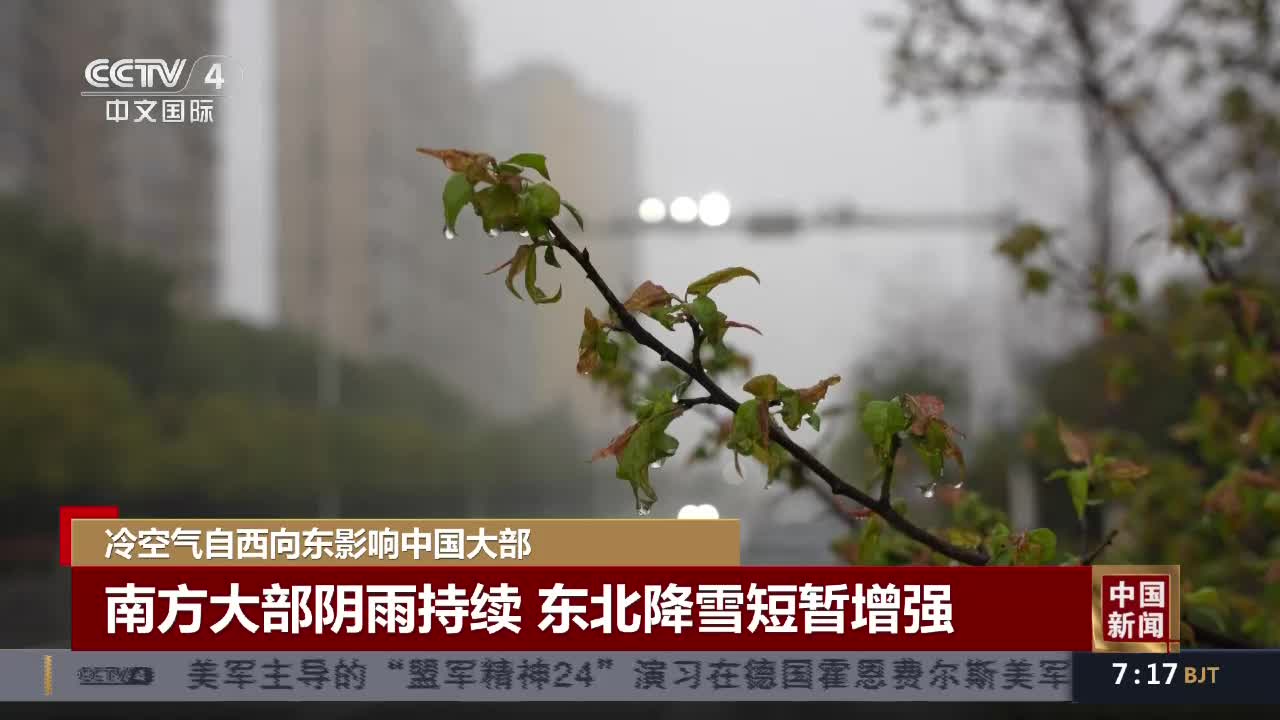 CCTV 4
中文国际
冷空气自西向东影响中国大部
南方大部阴雨持续 东北降雪短暂增强
中国
新闻
CCTV 4 美军主导的“盟军精神24”演习在德国霍恩费尔斯美军
7:17 BJT